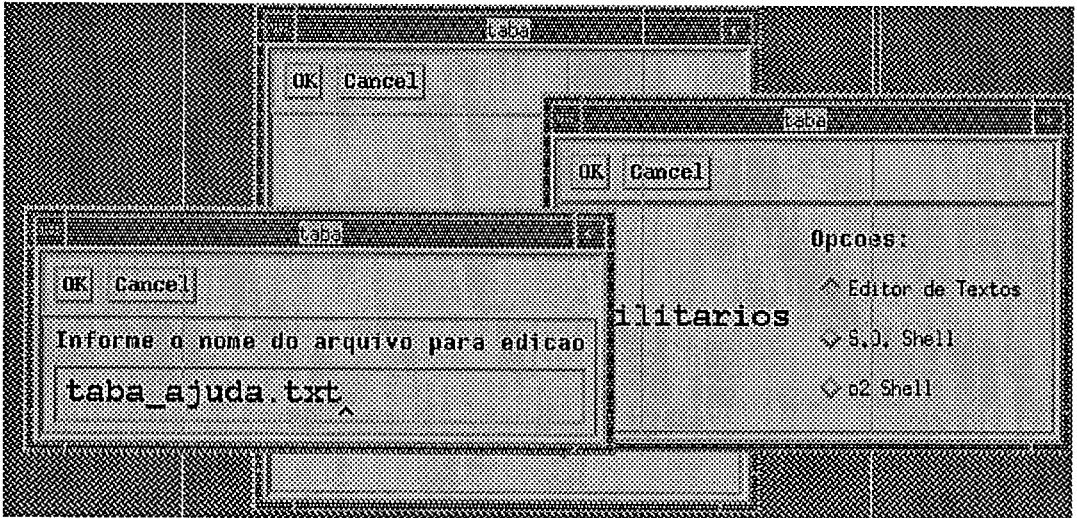 taba
OK Cancel
taba
OK Cancel
Opcoes:
Editor de Textos
ilitarios
S.O. Shell
o2 Shell
taba
OK Cancel
Informe o nome do arquivo para edicao
taba_ajuda.txt